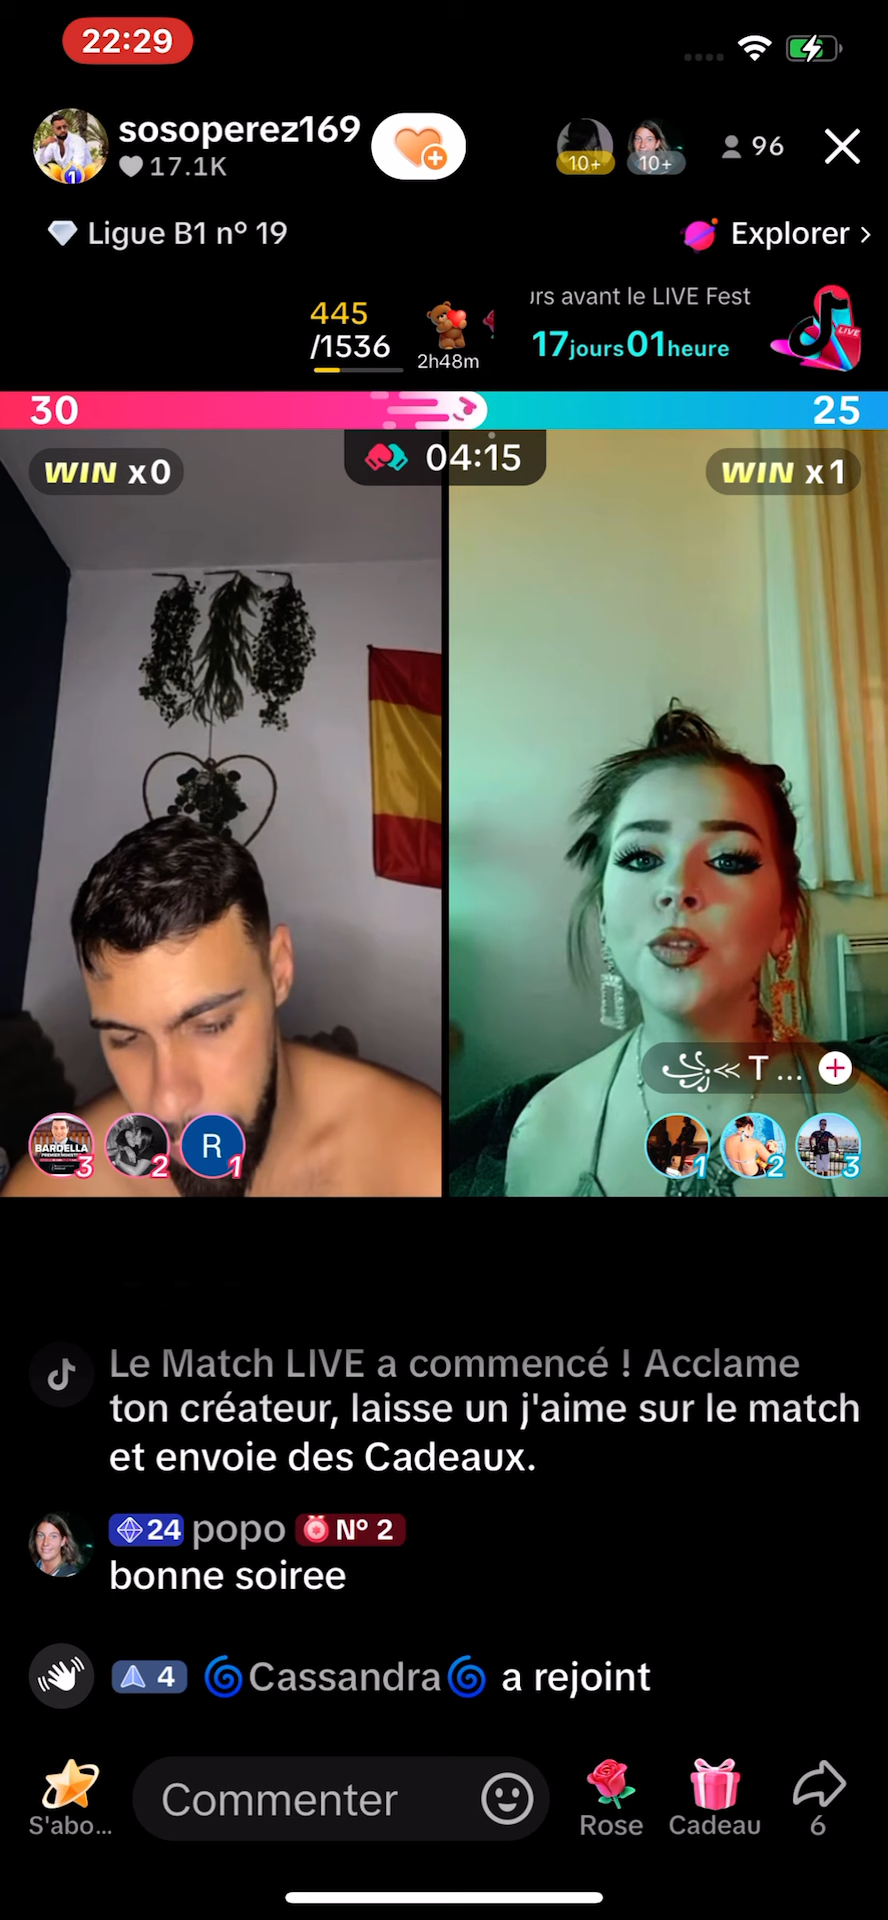 22:29
sosoperez169
17.1K
1
10+
10+
96
Ligue B1 n° 19
Explorer >
445
/1536
2h48m
urs avant le LIVE Fest
17jours01heure
LIVE
30
25
WIN x0
04:15
WIN x1
T ...
BARDELLA
3
2
R
1
1
2
3
Le Match LIVE a commencé ! Acclame
ton créateur, laisse un j'aime sur le match
et envoie des Cadeaux.
24 popo N° 2
bonne soiree
4 Cassandra a rejoint
S'abo...
Commenter
Rose
Cadeau
6